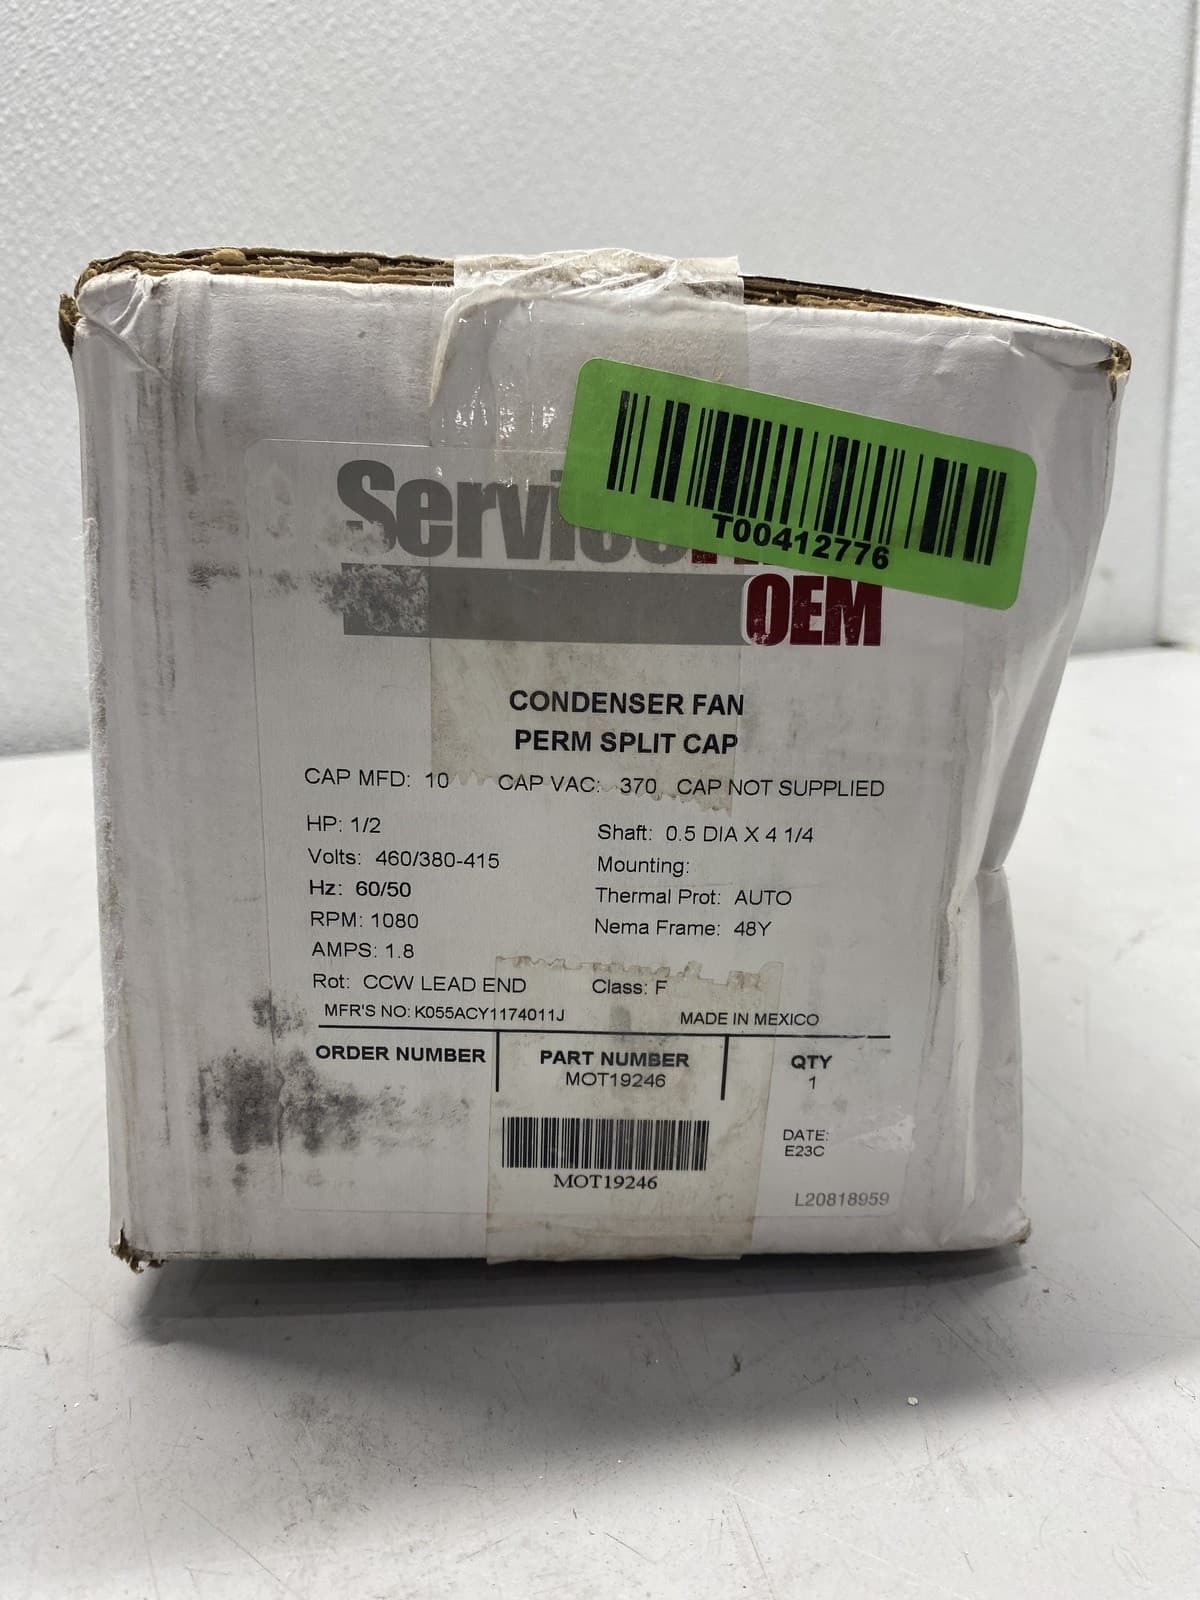 T00412776
OEM
CONDENSER FAN
PERM SPLIT CAP
CAP MFD: 10 CAP VAC: 370 CAP NOT SUPPLIED
HP: 1/2 Shaft: 0.5 DIA X 4 1/4
Volts: 460/380-415 Mounting:
Hz: 60/50 Thermal Prot: AUTO
RPM: 1080 Nema Frame: 48Y
AMPS: 1.8
Rot: CCW LEAD END Class: F
MFR'S NO: K055ACY1174011J MADE IN MEXICO
ORDER NUMBER PART NUMBER QTY
MOT19246 1
DATE:
E23C
MOT19246
L20818959